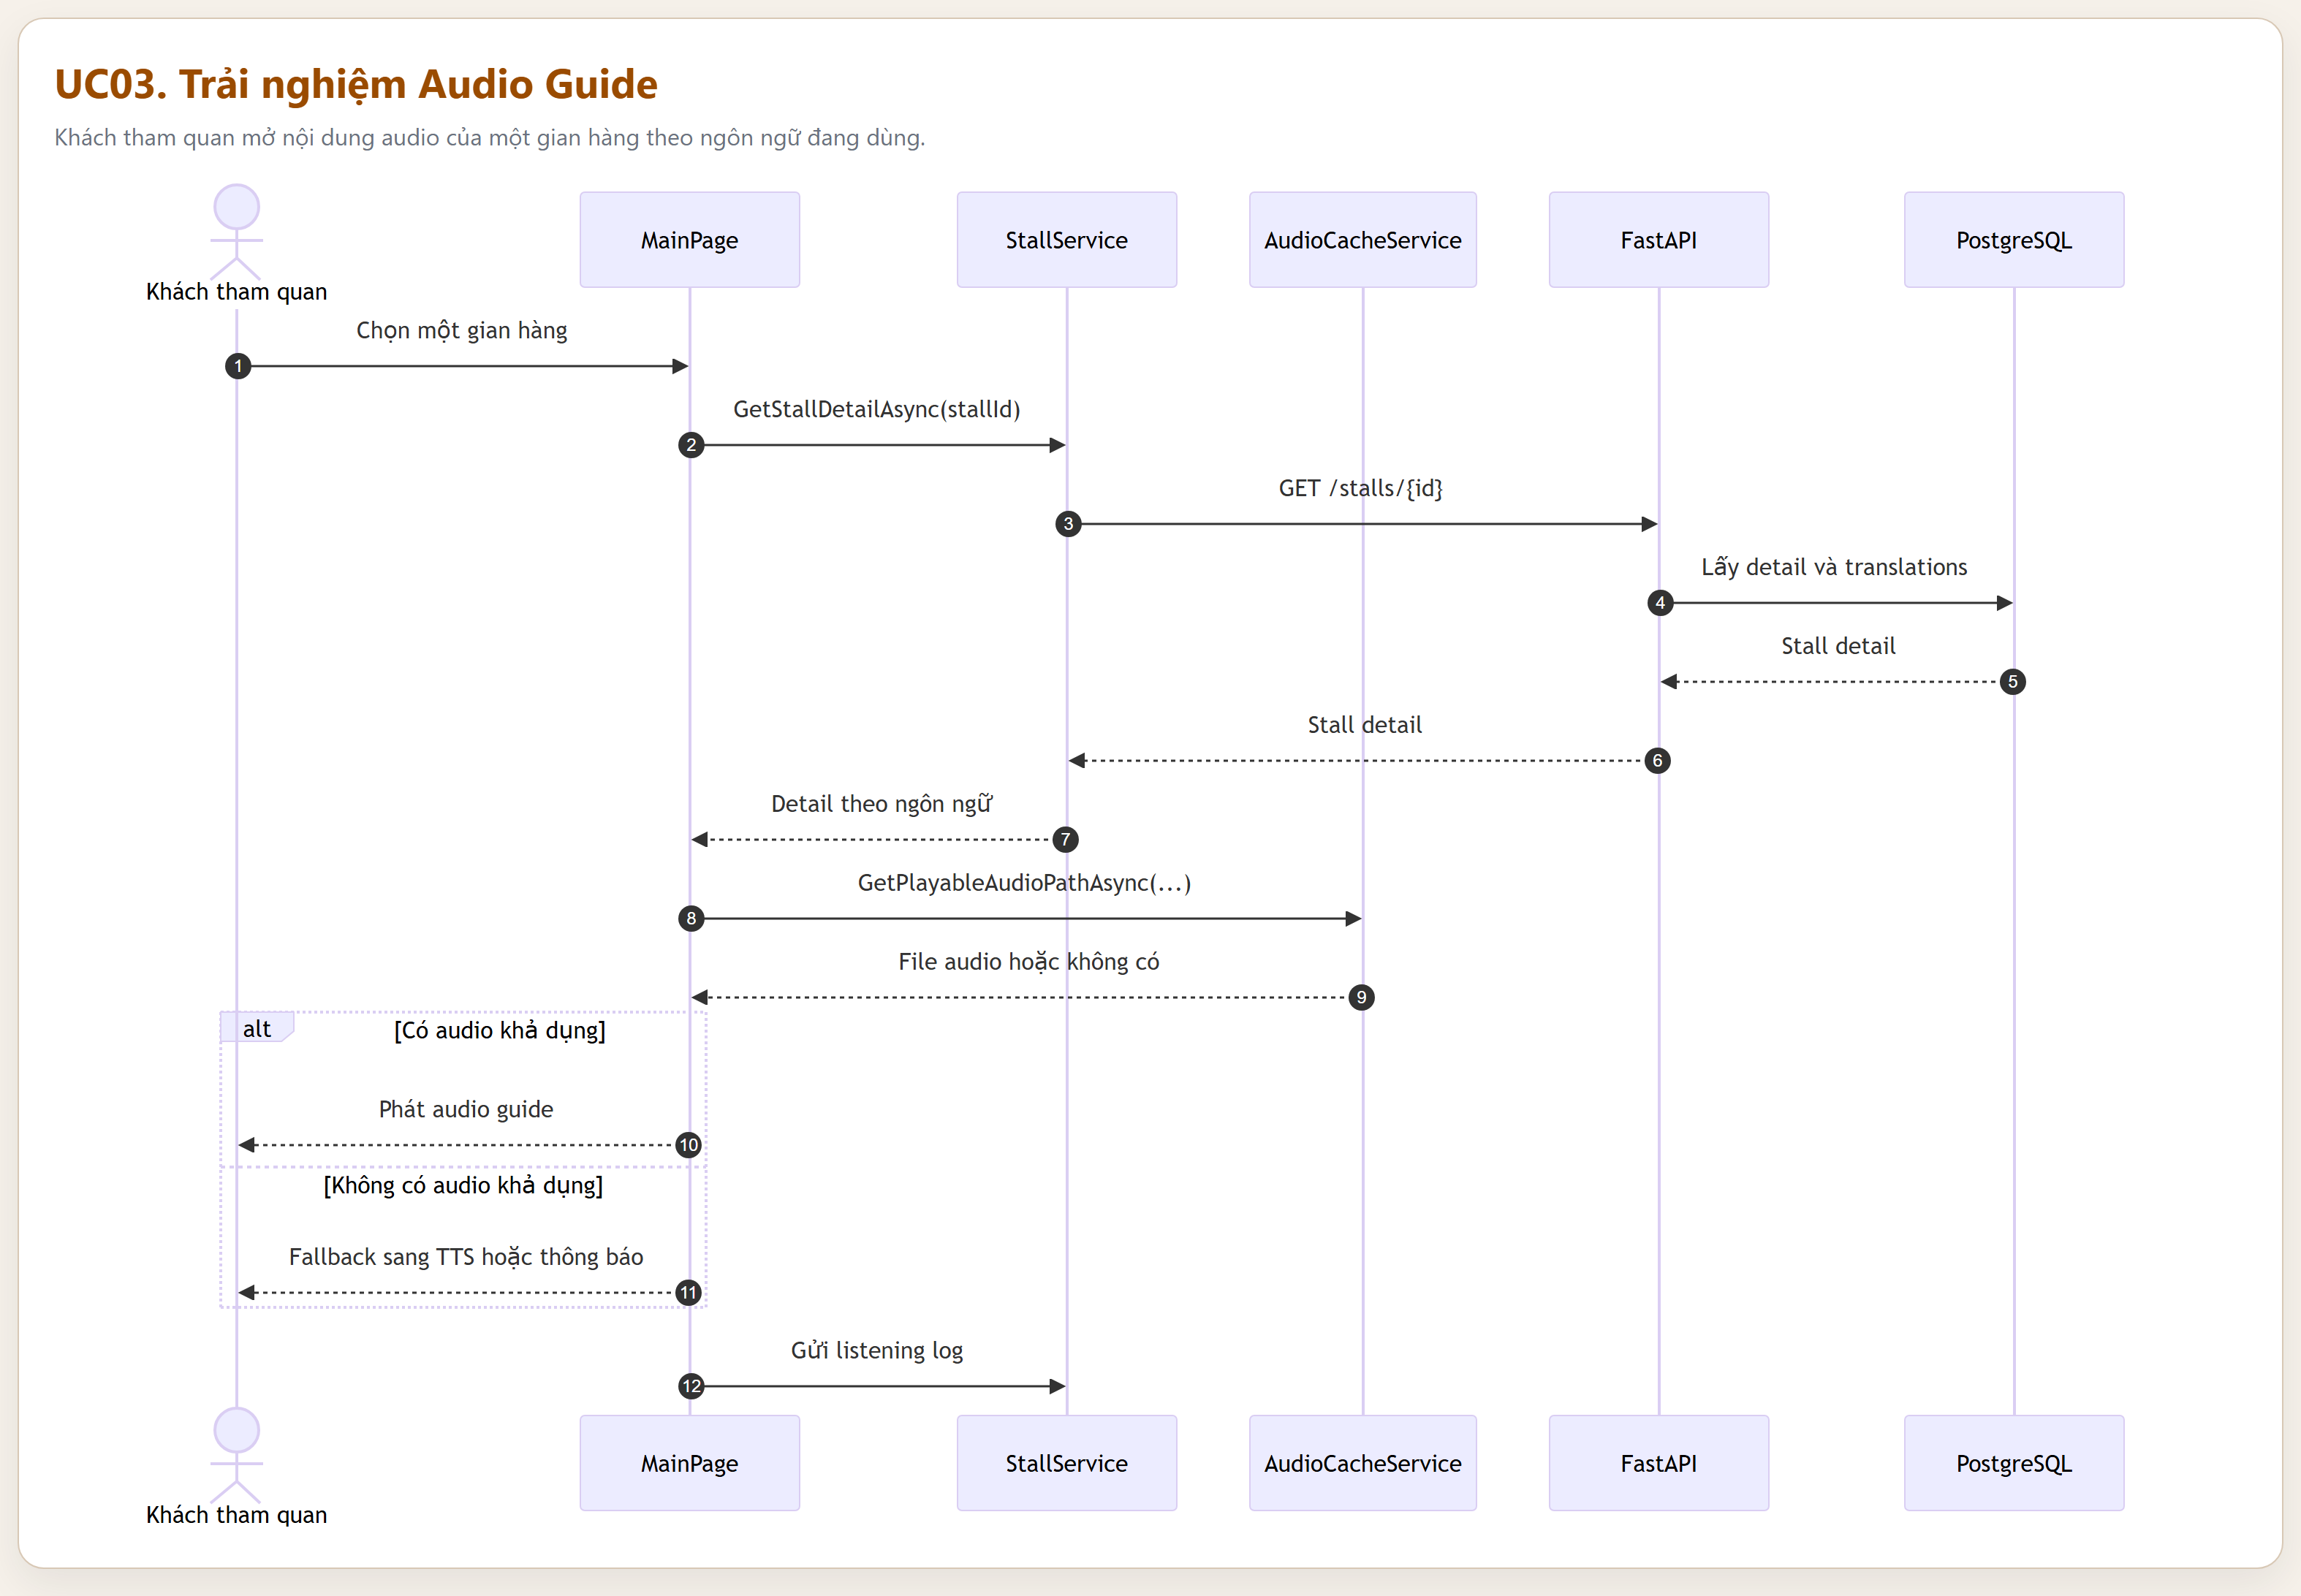 UC03. Trải nghiệm Audio Guide
Khách tham quan mở nội dung audio của một gian hàng theo ngôn ngữ đang dùng.
Khách tham quan
MainPage
StallService
AudioCacheService
FastAPI
PostgreSQL
Chọn một gian hàng
1
GetStallDetailAsync(stallId)
2
GET /stalls/{id}
3
Lấy detail và translations
4
Stall detail
5
Stall detail
6
Detail theo ngôn ngữ
7
GetPlayableAudioPathAsync(...)
8
File audio hoặc không có
9
alt
[Có audio khả dụng]
Phát audio guide
10
[Không có audio khả dụng]
Fallback sang TTS hoặc thông báo
11
Gửi listening log
12
Khách tham quan
MainPage
StallService
AudioCacheService
FastAPI
PostgreSQL